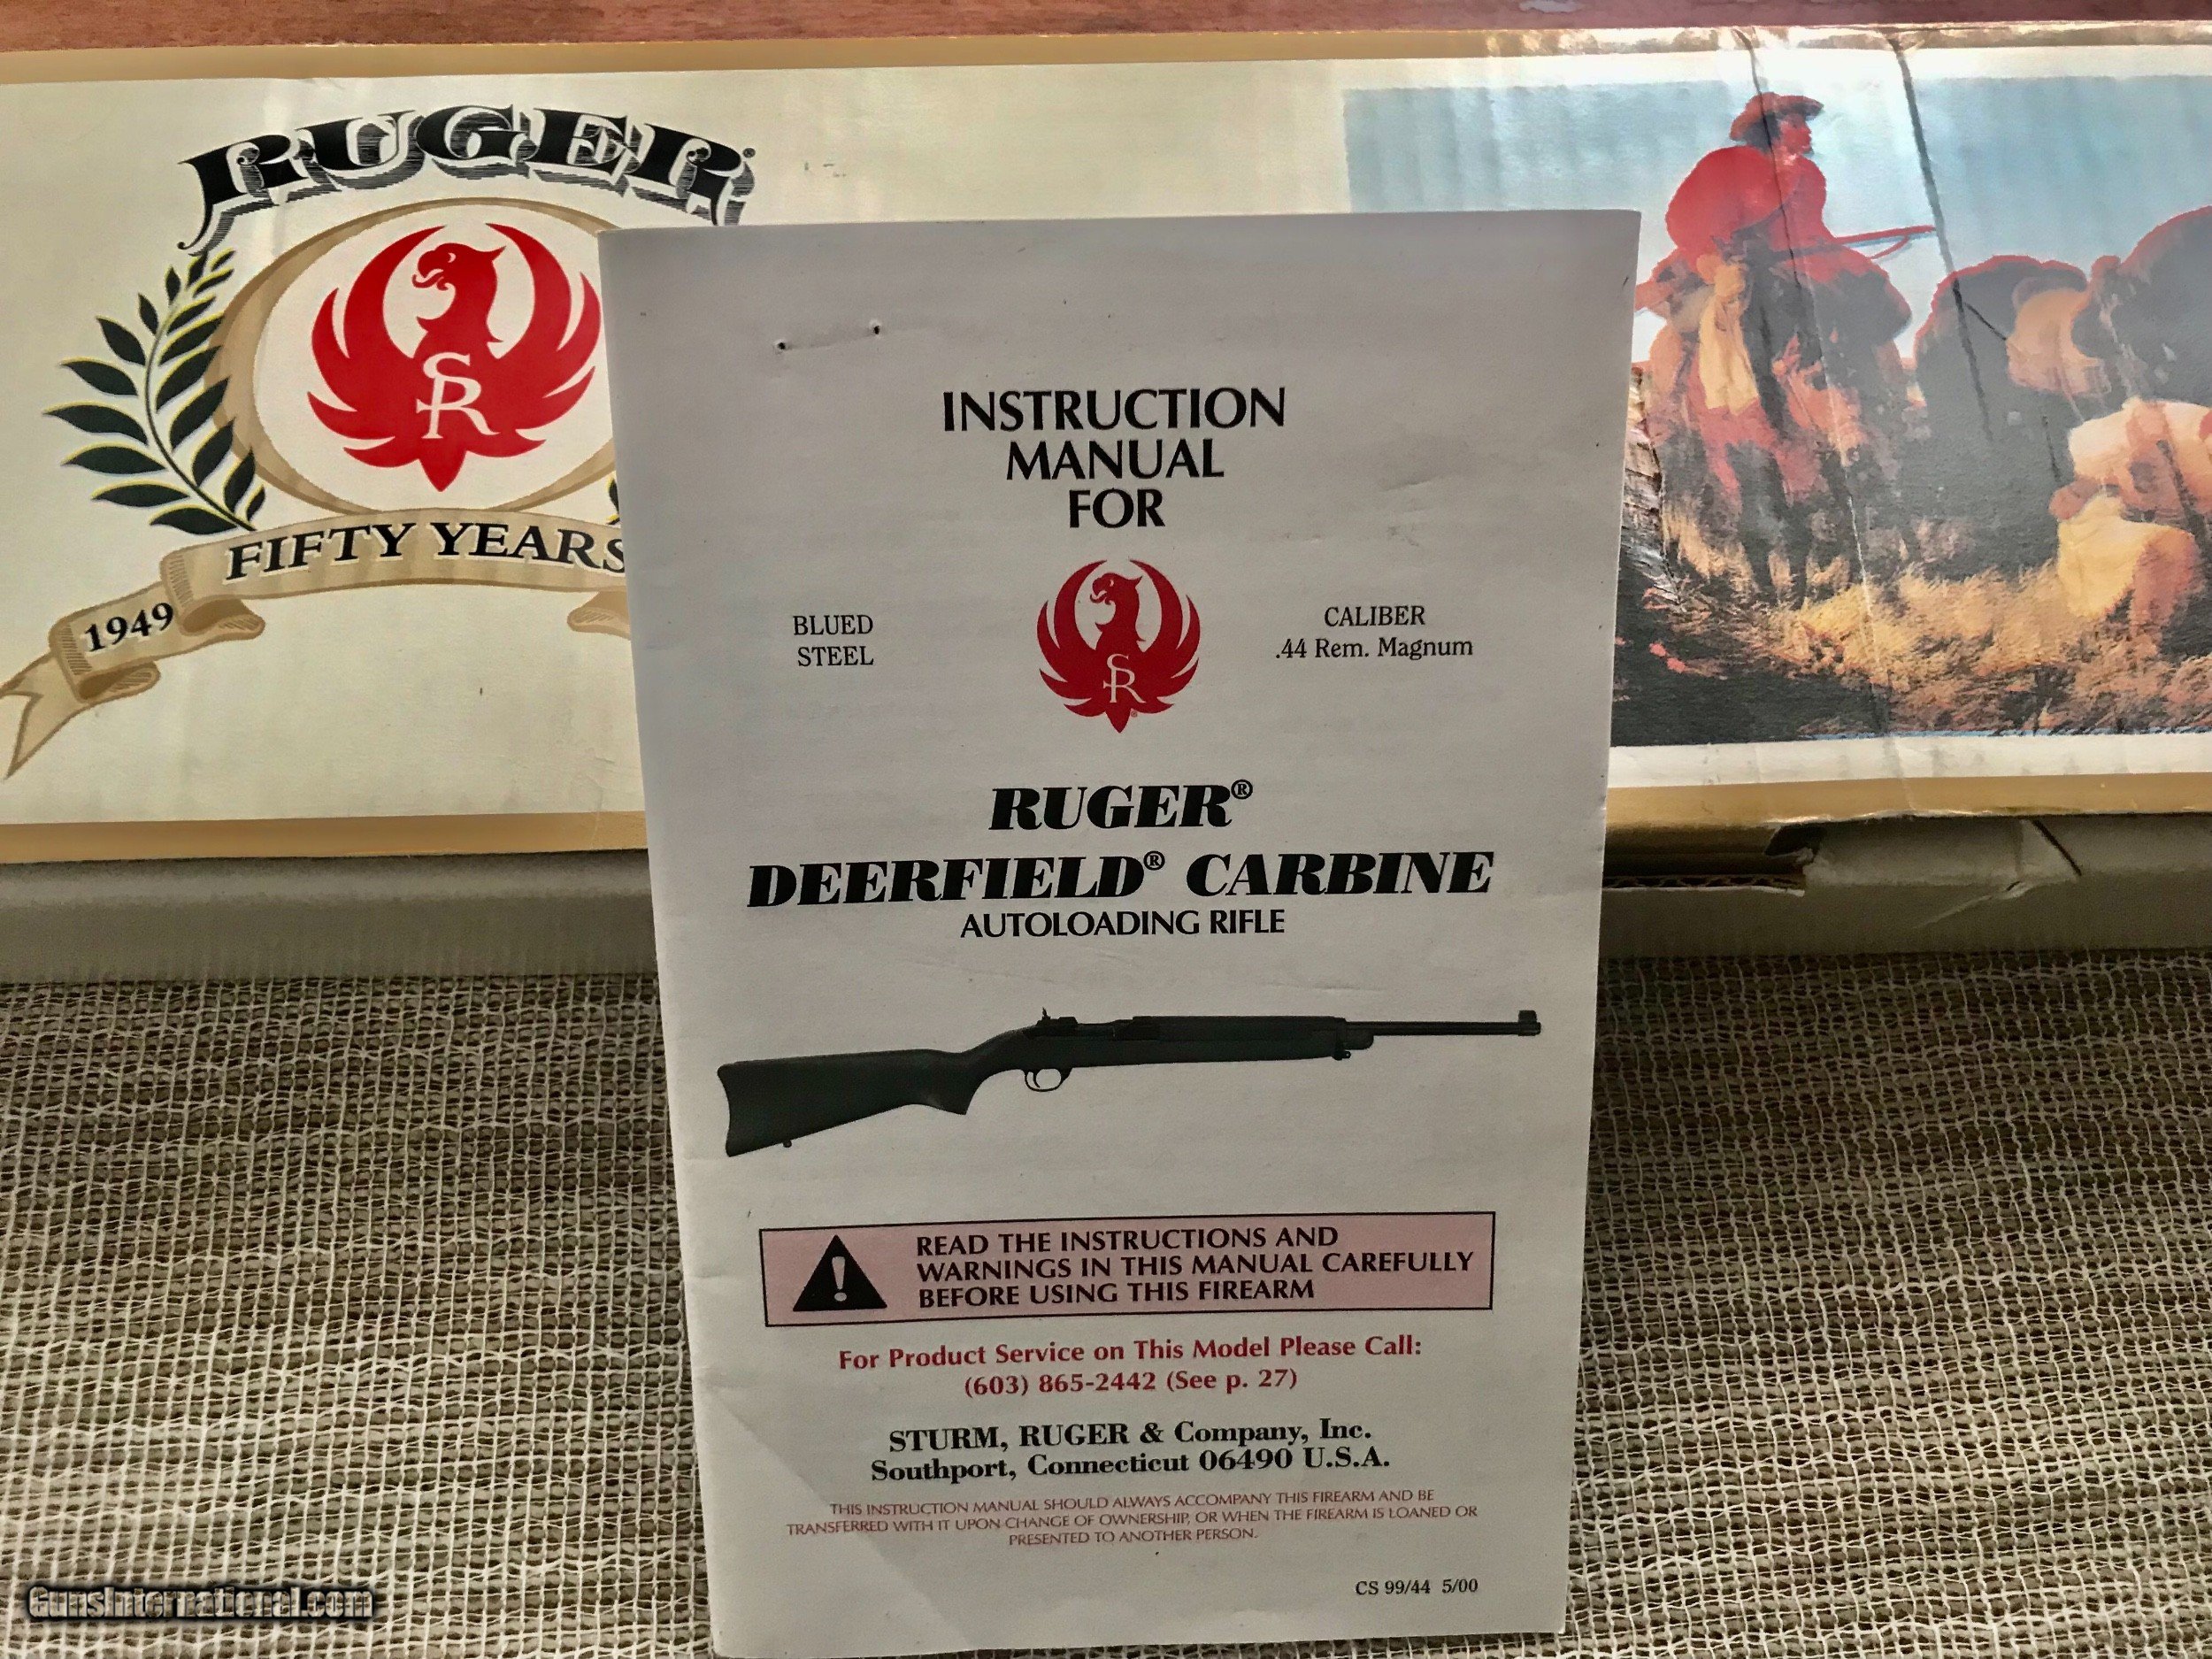 RUGER®
SR
FIFTY YEARS
1949
INSTRUCTION
MANUAL
FOR
BLUED
STEEL
SR®
CALIBER
.44 Rem. Magnum
RUGER®
DEERFIELD® CARBINE
AUTOLOADING RIFLE
READ THE INSTRUCTIONS AND
WARNINGS IN THIS MANUAL CAREFULLY
BEFORE USING THIS FIREARM
For Product Service on This Model Please Call:
(603) 865-2442 (See p. 27)
STURM, RUGER & Company, Inc.
Southport, Connecticut 06490 U.S.A.
THIS INSTRUCTION MANUAL SHOULD ALWAYS ACCOMPANY THIS FIREARM AND BE
TRANSFERRED WITH IT UPON CHANGE OF OWNERSHIP, OR WHEN THE FIREARM IS LOANED OR
PRESENTED TO ANOTHER PERSON.
CS 99/44 5/00
GunsInternational.com